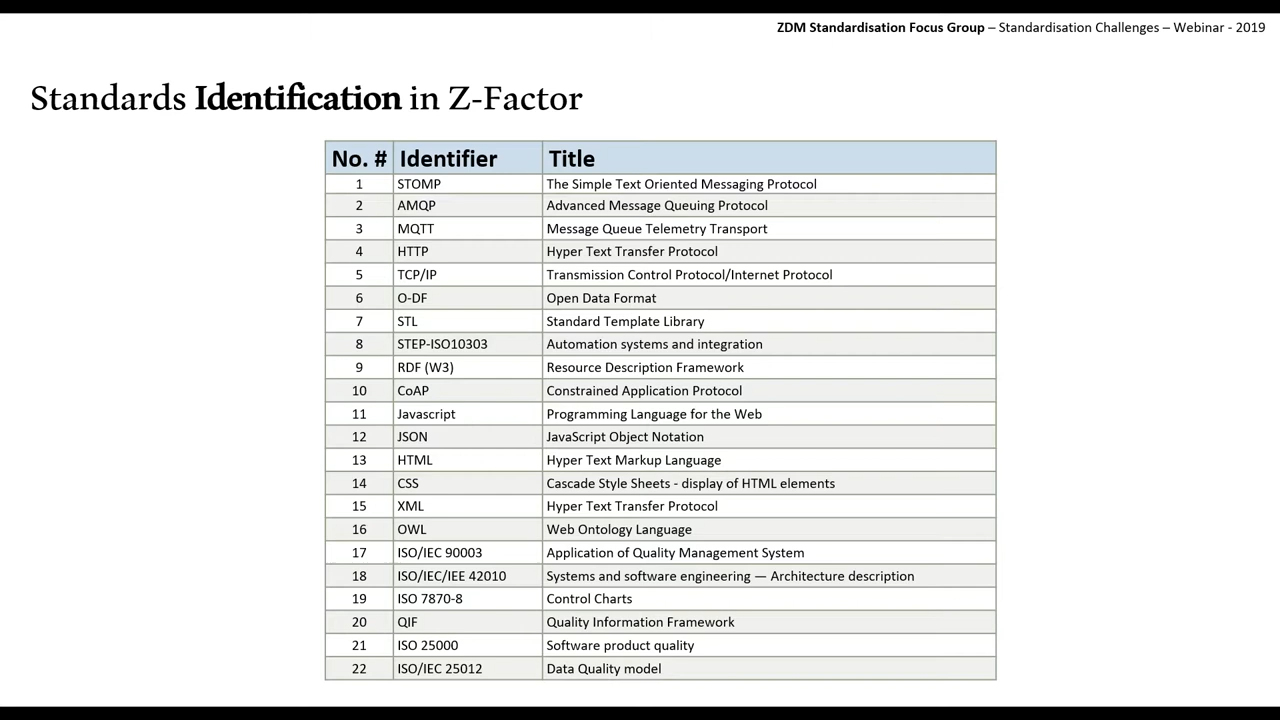 ZDM Standardisation Focus Group – Standardisation Challenges – Webinar - 2019
Standards Identification in Z-Factor
No. # Identifier Title
1 STOMP The Simple Text Oriented Messaging Protocol
2 AMQP Advanced Message Queuing Protocol
3 MQTT Message Queue Telemetry Transport
4 HTTP Hyper Text Transfer Protocol
5 TCP/IP Transmission Control Protocol/Internet Protocol
6 O-DF Open Data Format
7 STL Standard Template Library
8 STEP-ISO10303 Automation systems and integration
9 RDF (W3) Resource Description Framework
10 CoAP Constrained Application Protocol
11 Javascript Programming Language for the Web
12 JSON JavaScript Object Notation
13 HTML Hyper Text Markup Language
14 CSS Cascade Style Sheets - display of HTML elements
15 XML Hyper Text Transfer Protocol
16 OWL Web Ontology Language
17 ISO/IEC 90003 Application of Quality Management System
18 ISO/IEC/IEE 42010 Systems and software engineering — Architecture description
19 ISO 7870-8 Control Charts
20 QIF Quality Information Framework
21 ISO 25000 Software product quality
22 ISO/IEC 25012 Data Quality model